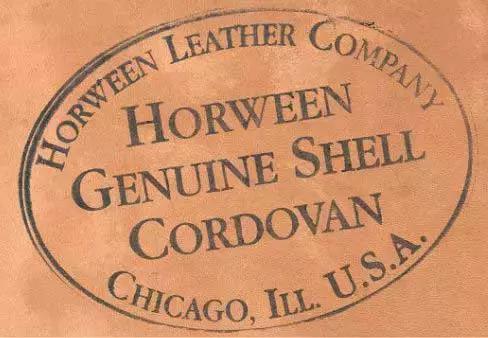 HORWEEN LEATHER COMPANY
HORWEEN
GENUINE SHELL
CORDOVAN
CHICAGO, ILL. U.S.A.